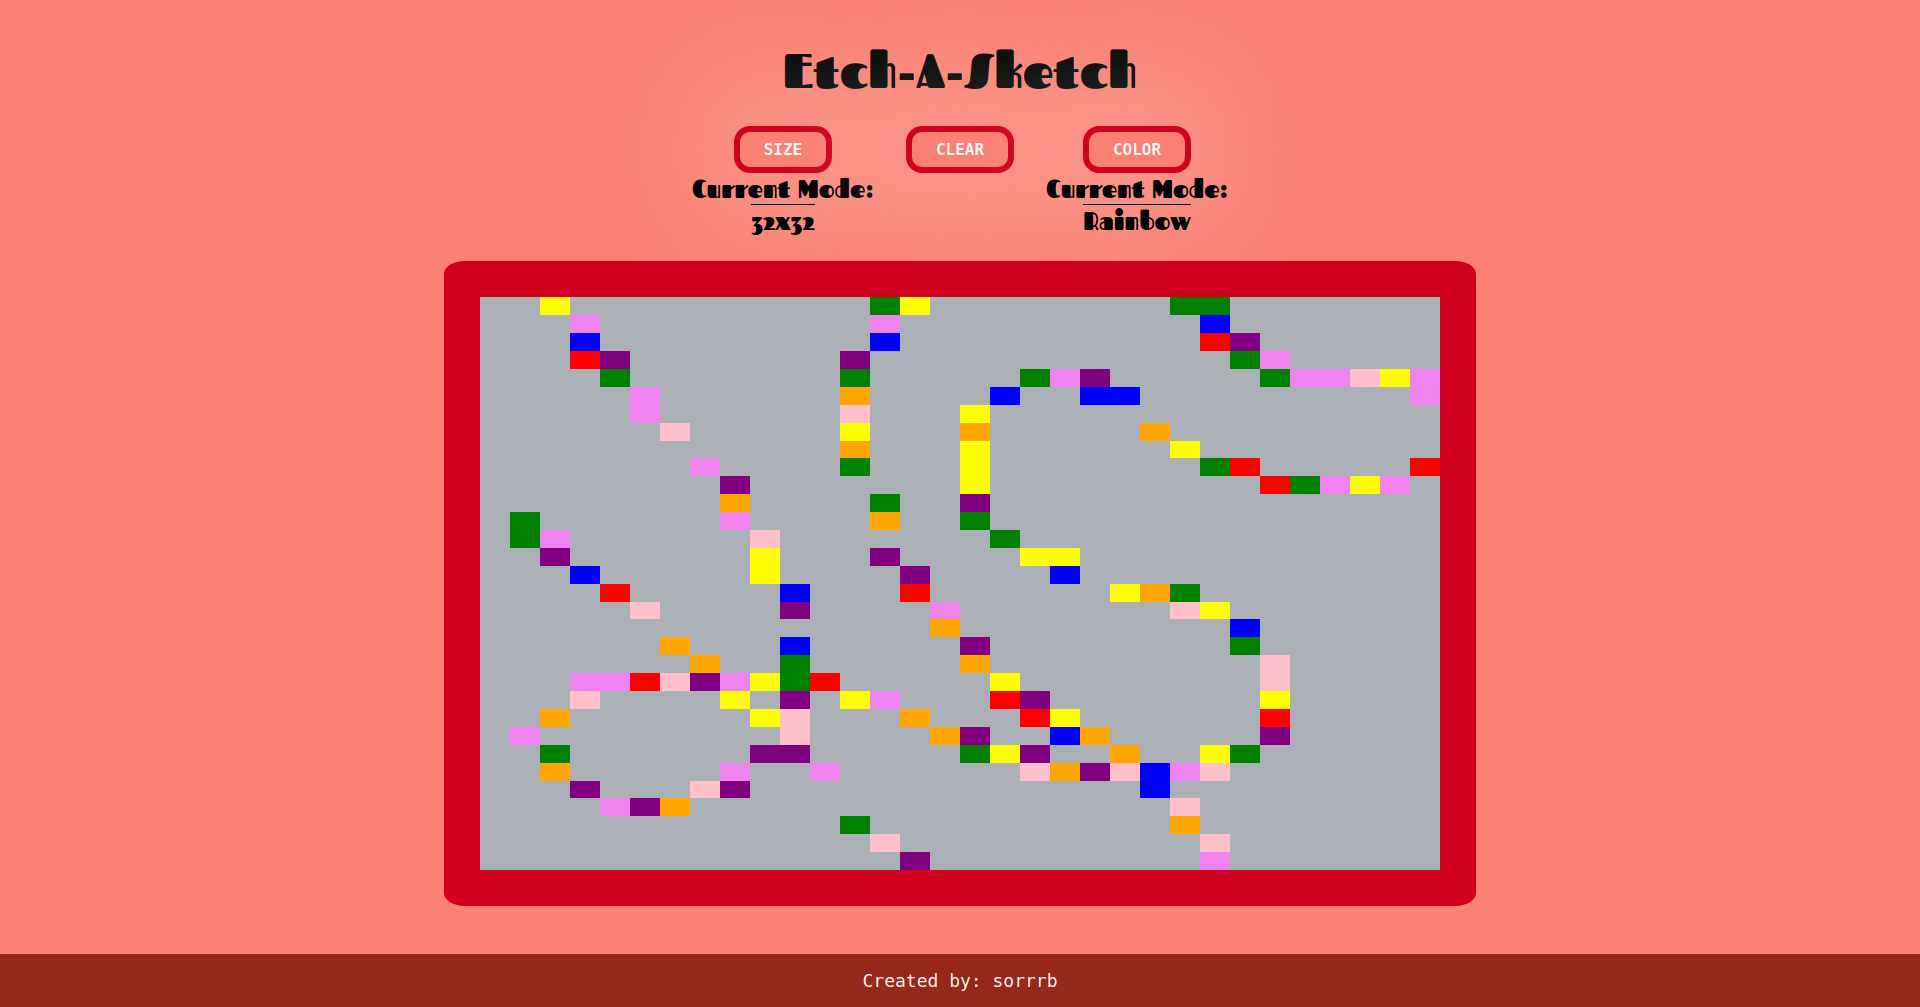 Etch-A-Sketch
SIZE
CLEAR
COLOR
Current Mode:
32x32
Current Mode:
Rainbow
Created by: sorrrb